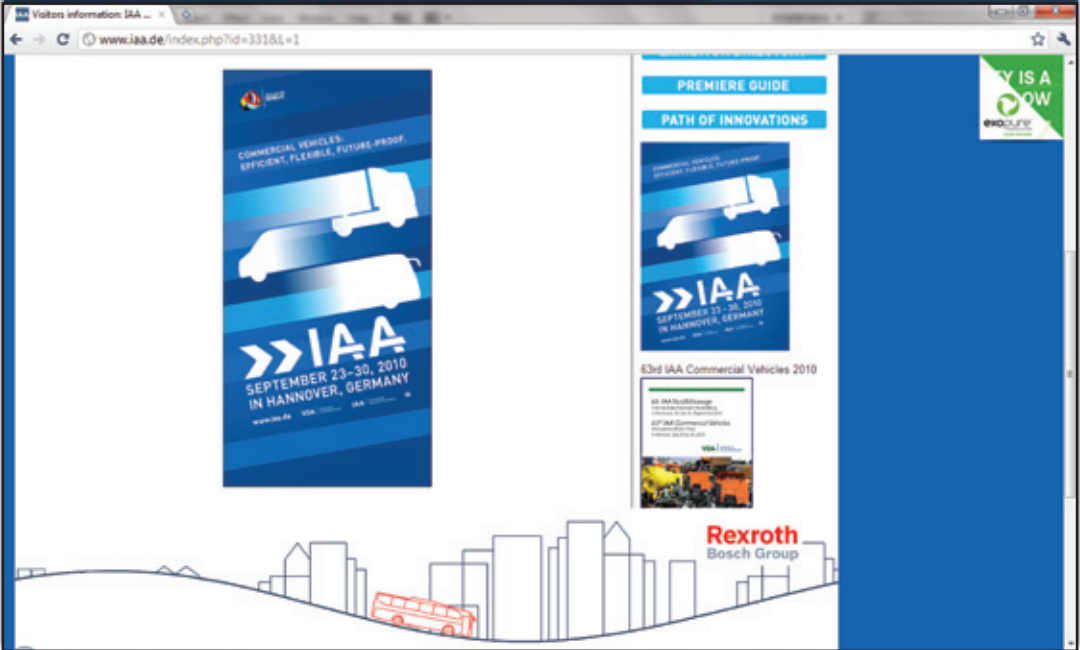 Visitors information: IAA ...
www.iaa.de/index.php?id=331&L=1
COMMERCIAL VEHICLES:
EFFICIENT, FLEXIBLE, FUTURE-PROOF.
IAA
SEPTEMBER 23–30, 2010
IN HANNOVER, GERMANY
www.iaa.de VDA IAA
PREMIERE GUIDE
PATH OF INNOVATIONS
COMMERCIAL VEHICLES:
EFFICIENT, FLEXIBLE, FUTURE-PROOF.
IAA
SEPTEMBER 23–30, 2010
IN HANNOVER, GERMANY
63rd IAA Commercial Vehicles 2010
63rd IAA Commercial Vehicles
VDA
Y IS A
OW
exopure
Rexroth
Bosch Group